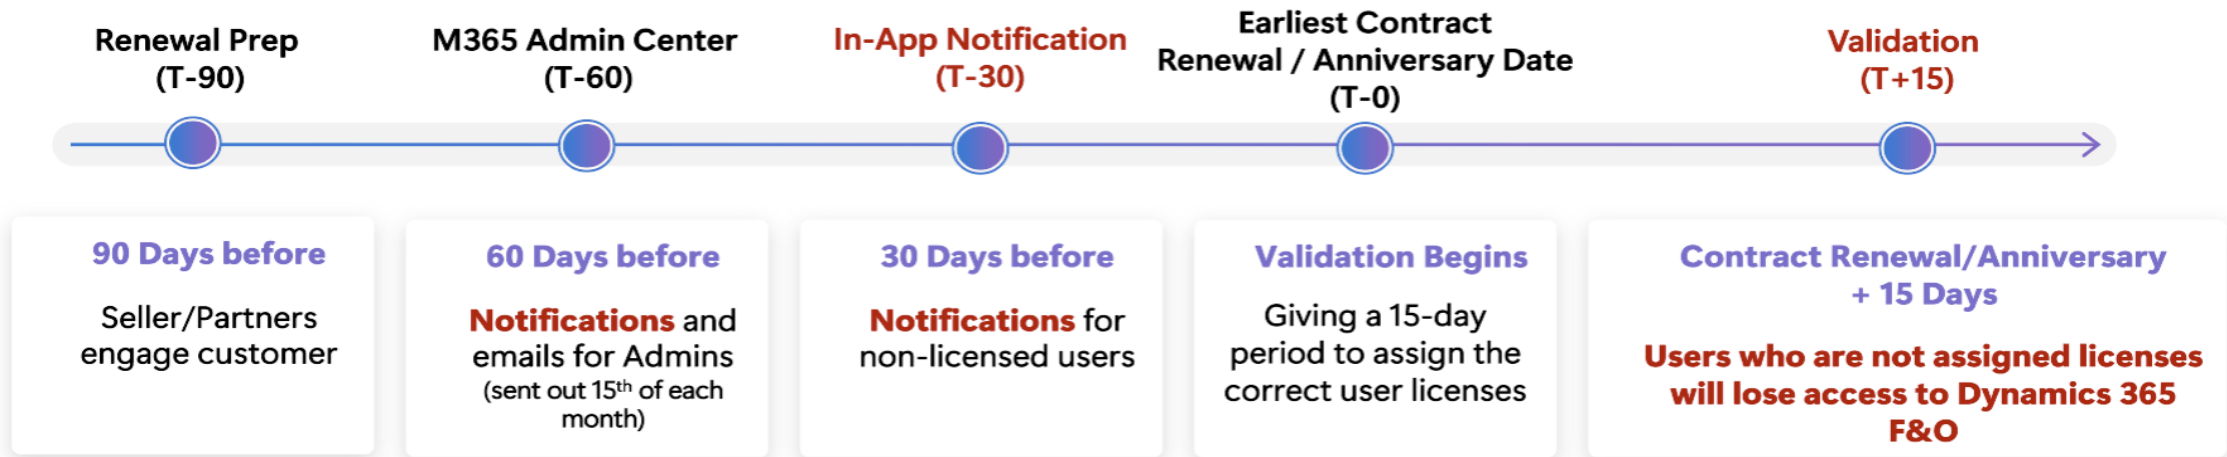 Renewal Prep
(T-90)
M365 Admin Center
(T-60)
In-App Notification
(T-30)
Earliest Contract
Renewal / Anniversary Date
(T-0)
Validation
(T+15)
90 Days before
Seller/Partners
engage customer
60 Days before
Notifications and
emails for Admins
(sent out 15th of each
month)
30 Days before
Notifications for
non-licensed users
Validation Begins
Giving a 15-day
period to assign the
correct user licenses
Contract Renewal/Anniversary
+ 15 Days
Users who are not assigned licenses
will lose access to Dynamics 365
F&O